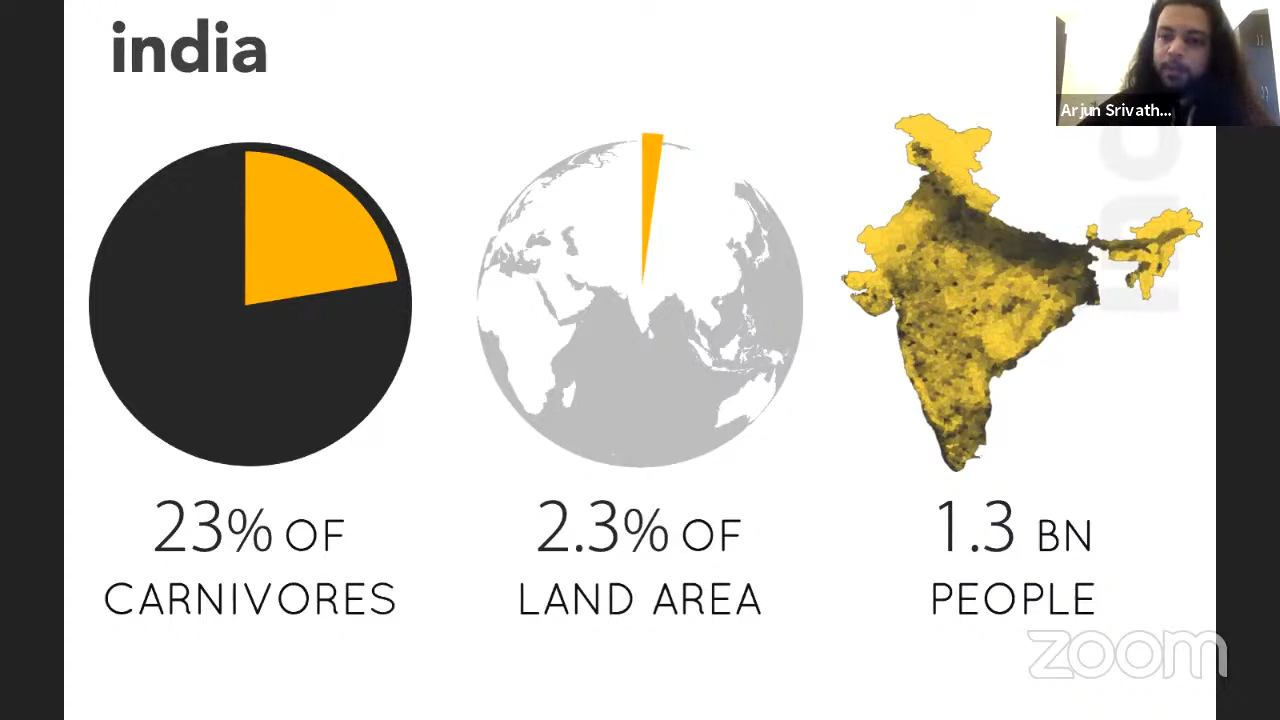 india
Arjun Srivath...
23% OF
CARNIVORES
2.3% OF
LAND AREA
1.3 BN
PEOPLE
zoom